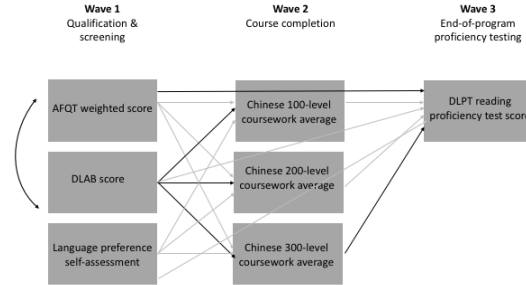 Wave 1
Qualification &
screening
Wave 2
Course completion
Wave 3
End-of-program
proficiency testing
AFQT weighted score
DLAB score
Language preference
self-assessment
Chinese 100-level
coursework average
Chinese 200-level
coursework average
Chinese 300-level
coursework average
DLPT reading
proficiency test score